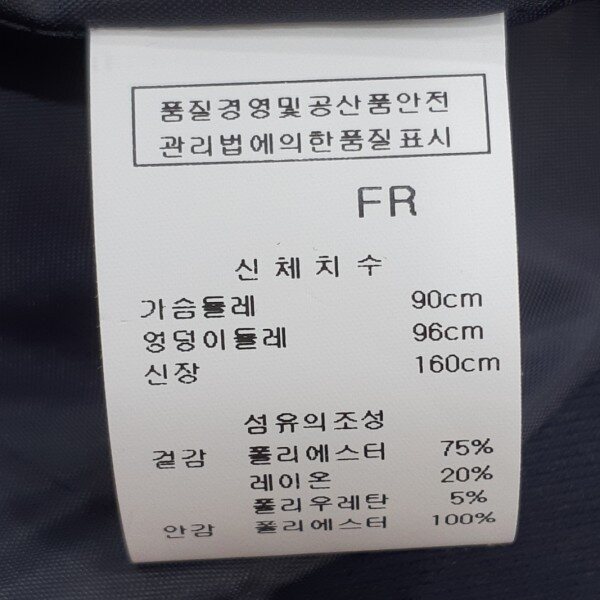 품질경영및공산품안전
관리법에의한품질표시
FR
신체치수
가슴둘레 90cm
엉덩이둘레 96cm
신장 160cm
섬유의조성
겉감 폴리에스터 75%
레이온 20%
폴리우레탄 5%
안감 폴리에스터 100%